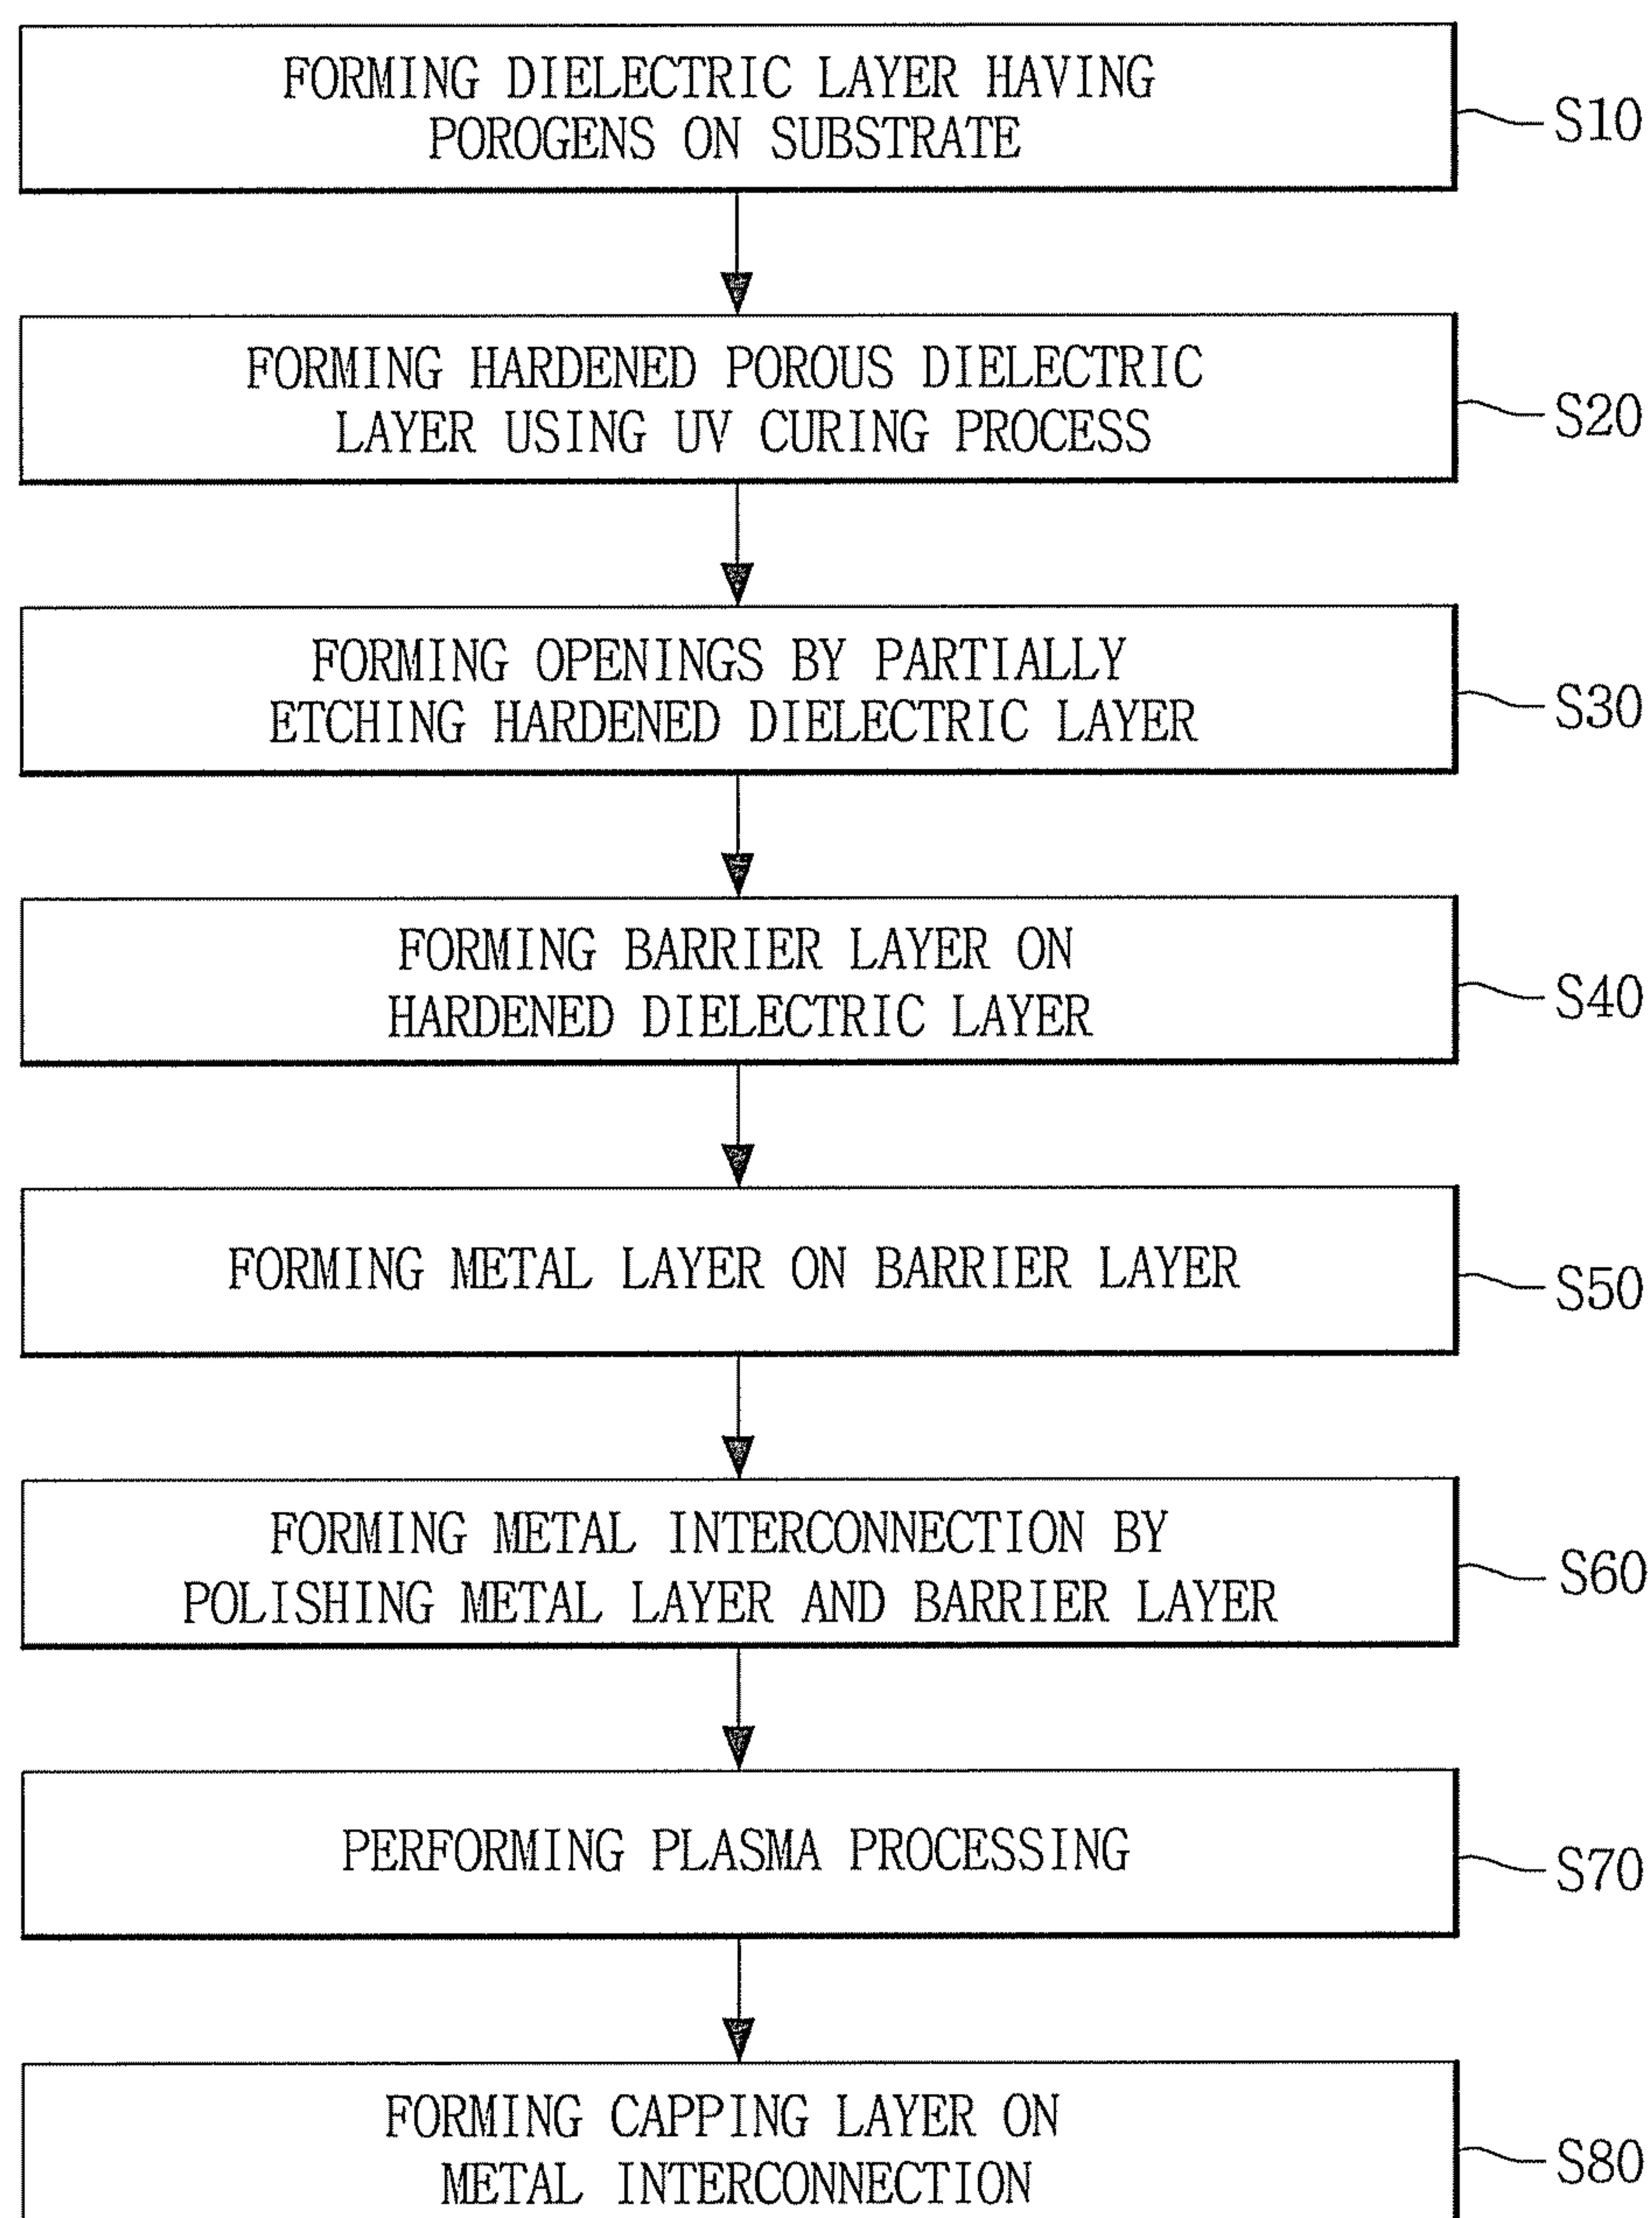 FORMING DIELECTRIC LAYER HAVING
POROGENS ON SUBSTRATE
S10
FORMING HARDENED POROUS DIELECTRIC
LAYER USING UV CURING PROCESS
S20
FORMING OPENINGS BY PARTIALLY
ETCHING HARDENED DIELECTRIC LAYER
S30
FORMING BARRIER LAYER ON
HARDENED DIELECTRIC LAYER
S40
FORMING METAL LAYER ON BARRIER LAYER
S50
FORMING METAL INTERCONNECTION BY
POLISHING METAL LAYER AND BARRIER LAYER
S60
PERFORMING PLASMA PROCESSING
S70
FORMING CAPPING LAYER ON
METAL INTERCONNECTION
S80